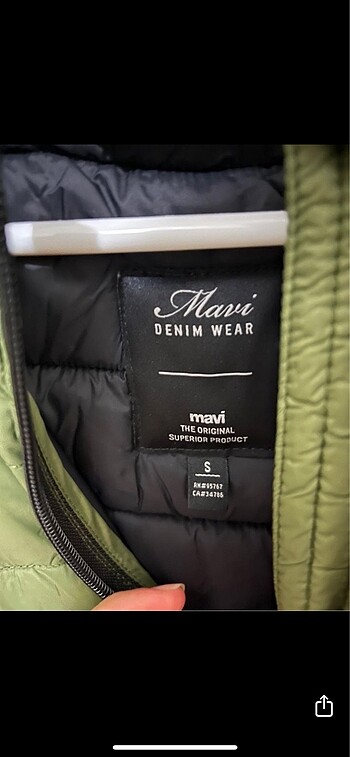 Mavi
DENIM WEAR
mavi
THE ORIGINAL
SUPERIOR PRODUCT
S
RN#95767
CA#34786